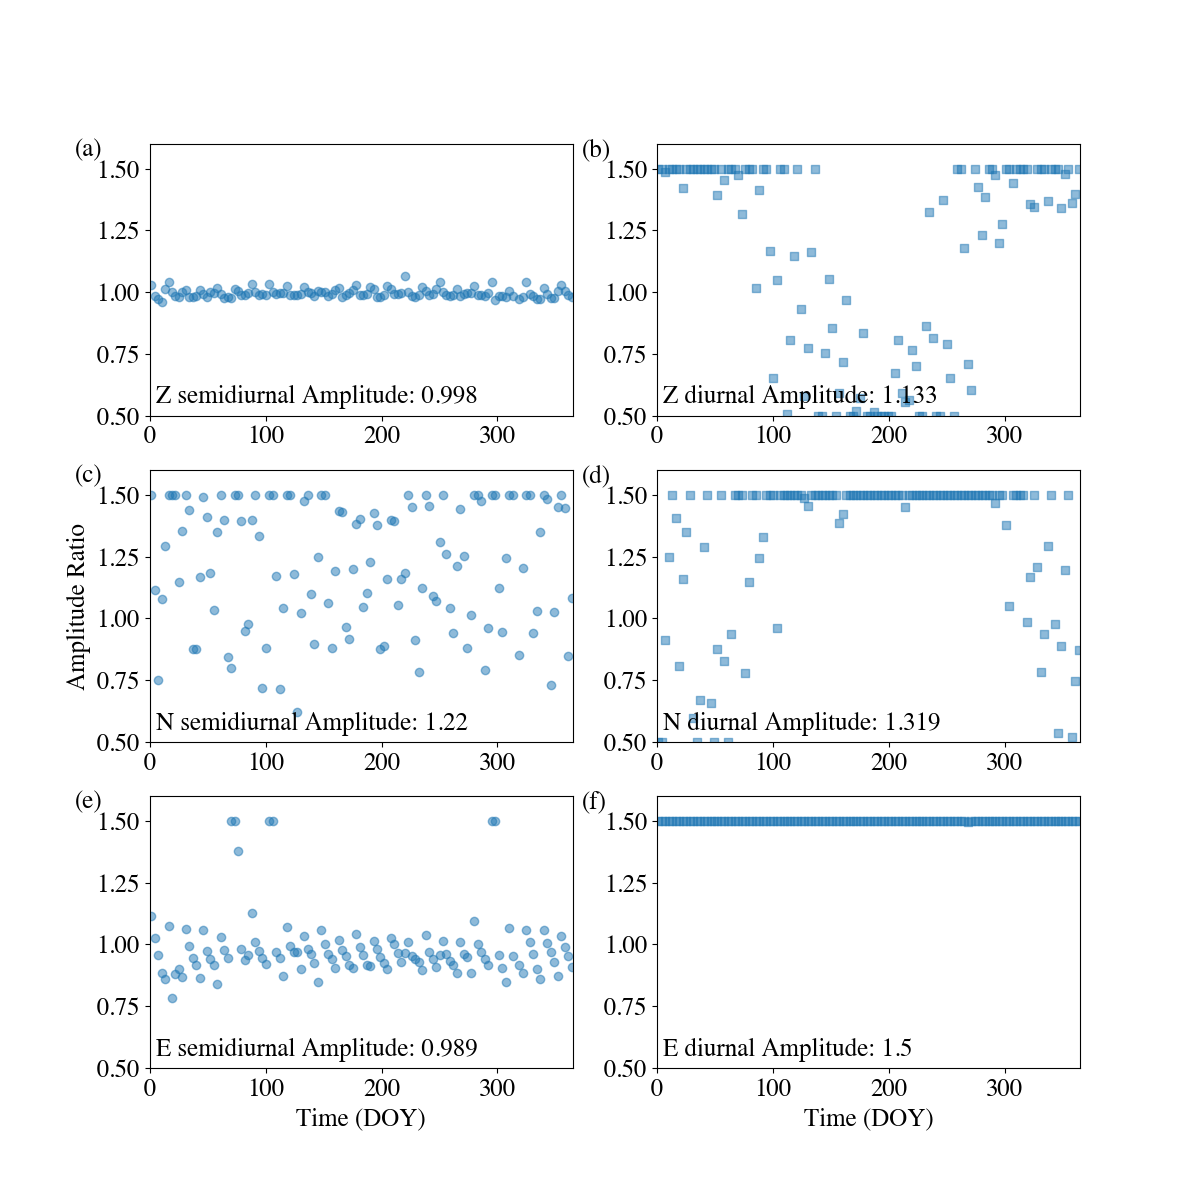 (a)
1.50
1.25
1.00
0.75
0.50
Z semidiurnal Amplitude: 0.998
0 100 200 300
(b)
1.50
1.25
1.00
0.75
0.50
Z diurnal Amplitude: 1.133
0 100 200 300
Amplitude Ratio
(c)
1.50
1.25
1.00
0.75
0.50
N semidiurnal Amplitude: 1.22
0 100 200 300
(d)
1.50
1.25
1.00
0.75
0.50
N diurnal Amplitude: 1.319
0 100 200 300
(e)
1.50
1.25
1.00
0.75
0.50
E semidiurnal Amplitude: 0.989
0 100 200 300
Time (DOY)
(f)
1.50
1.25
1.00
0.75
0.50
E diurnal Amplitude: 1.5
0 100 200 300
Time (DOY)